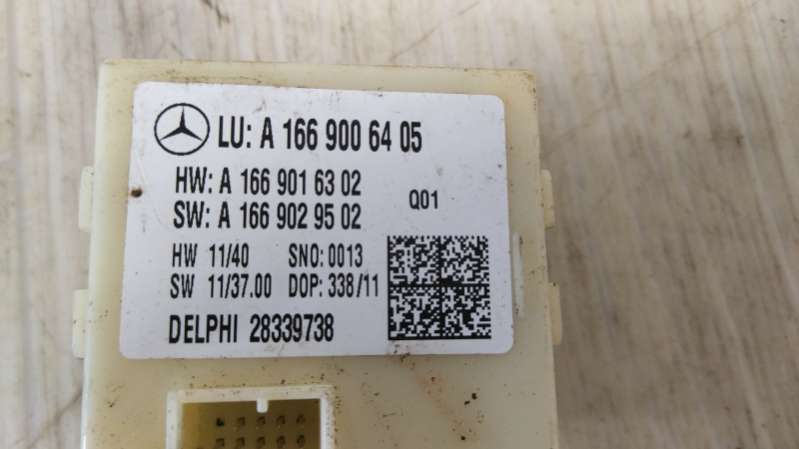 LU: A 166 900 64 05
HW: A 166 901 63 02
SW: A 166 902 95 02
Q01
HW 11/40 SNO: 0013
SW 11/37.00 DOP: 338/11
DELPHI 28339738